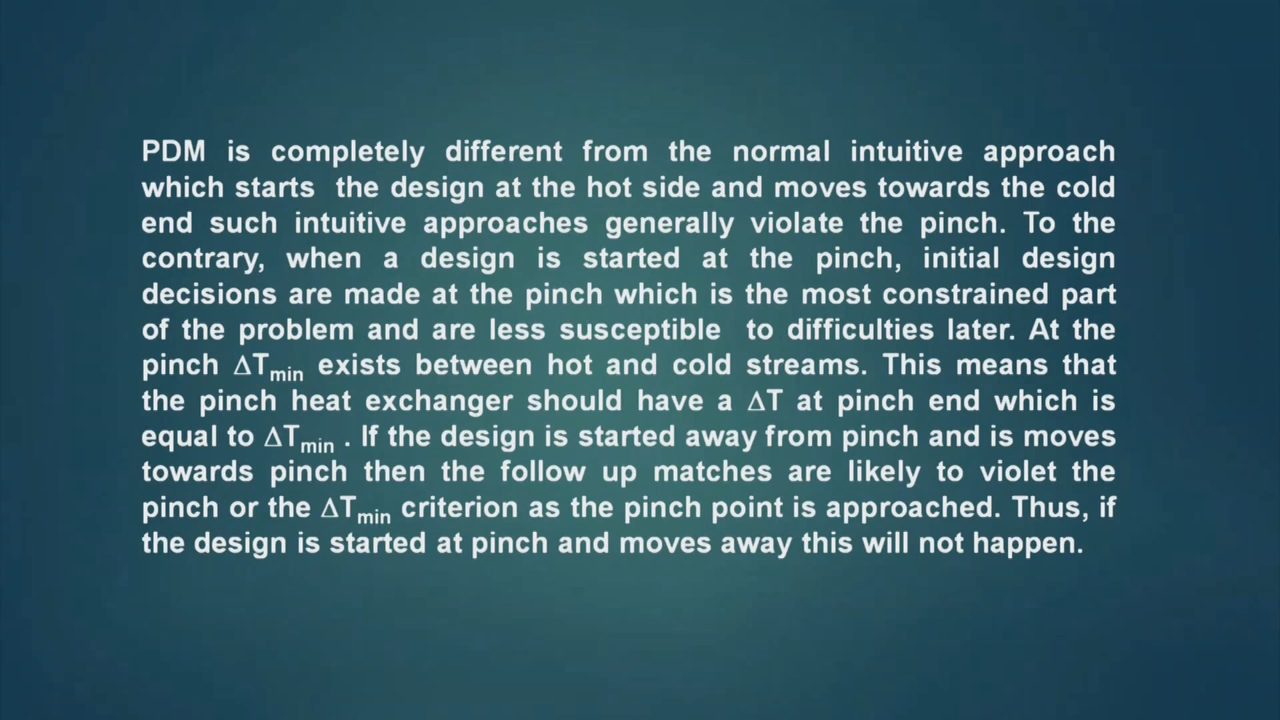 PDM is completely different from the normal intuitive approach
which starts the design at the hot side and moves towards the cold
end such intuitive approaches generally violate the pinch. To the
contrary, when a design is started at the pinch, initial design
decisions are made at the pinch which is the most constrained part
of the problem and are less susceptible to difficulties later. At the
pinch ΔTmin exists between hot and cold streams. This means that
the pinch heat exchanger should have a ΔT at pinch end which is
equal to ΔTmin . If the design is started away from pinch and is moves
towards pinch then the follow up matches are likely to violet the
pinch or the ΔTmin criterion as the pinch point is approached. Thus, if
the design is started at pinch and moves away this will not happen.